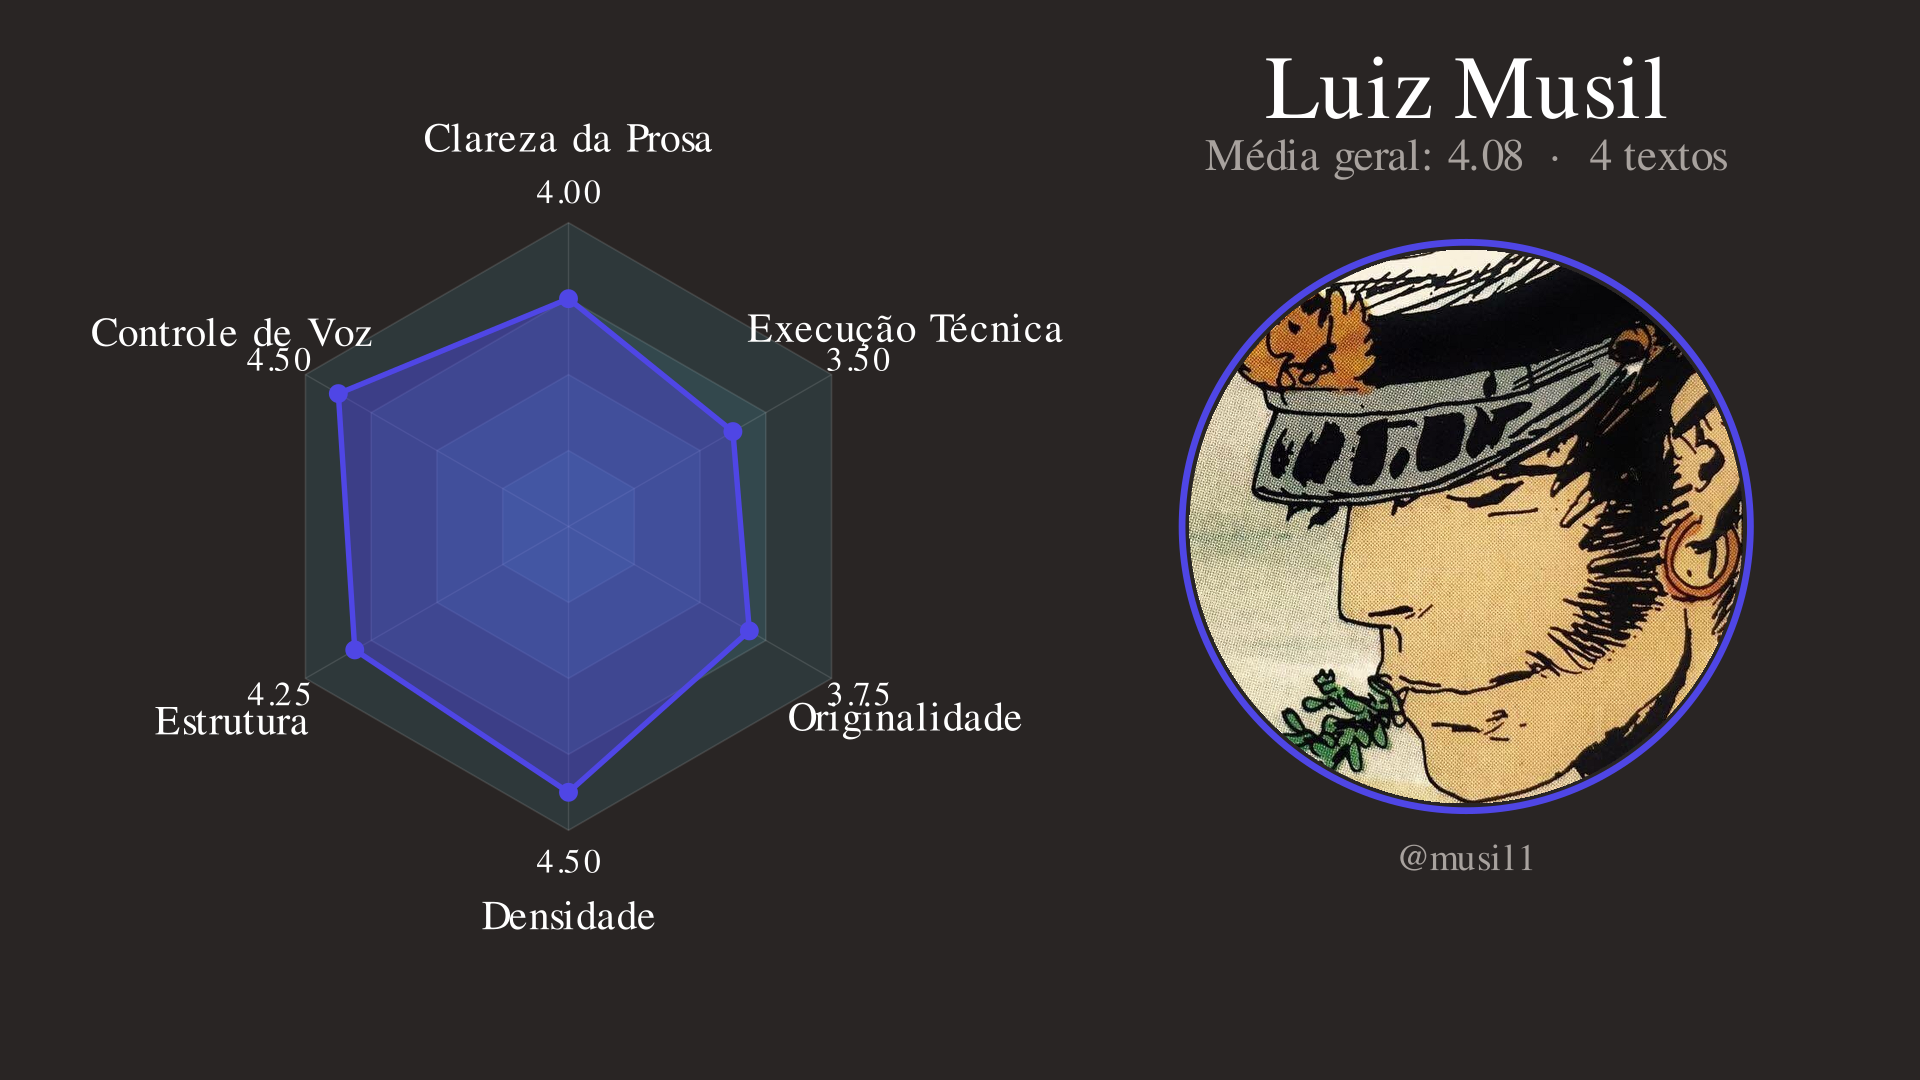 Luiz Musil
Média geral: 4.08 · 4 textos
Clareza da Prosa
4.00
Controle de Voz
4.50
Execução Técnica
3.50
4.25
Estrutura
3.75
Originalidade
4.50
Densidade
@musil1